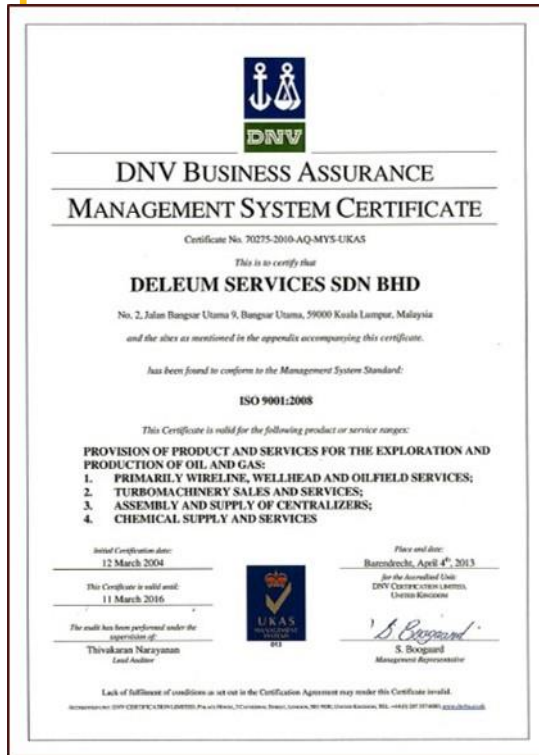 DNV
DNV BUSINESS ASSURANCE
MANAGEMENT SYSTEM CERTIFICATE
Certificate No. 70275-2010-AQ-MYS-UKAS
This is to certify that
DELEUM SERVICES SDN BHD
No. 2, Jalan Bangsar Utama 9, Bangsar Utama, 59000 Kuala Lumpur, Malaysia
and the sites as mentioned in the appendix accompanying this certificate.
has been found to conform to the Management System Standard:
ISO 9001:2008
This Certificate is valid for the following product or service ranges:
PROVISION OF PRODUCT AND SERVICES FOR THE EXPLORATION AND
PRODUCTION OF OIL AND GAS:
1. PRIMARILY WIRELINE, WELLHEAD AND OILFIELD SERVICES;
2. TURBOMACHINERY SALES AND SERVICES;
3. ASSEMBLY AND SUPPLY OF CENTRALIZERS;
4. CHEMICAL SUPPLY AND SERVICES
Initial Certification date:
12 March 2004
This Certificate is valid until:
11 March 2016
The audit has been performed under the
supervision of:
Thivakaran Narayanan
Lead Auditor
UKAS
MANAGEMENT
SYSTEMS
013
Place and date:
Barendrecht, April 4th, 2013
for the Accredited Unit:
DNV CERTIFICATION LIMITED,
UNITED KINGDOM
S. Boogaard
S. Boogaard
Management Representative
Lack of fulfilment of conditions as set out in the Certification Agreement may render this Certificate invalid.